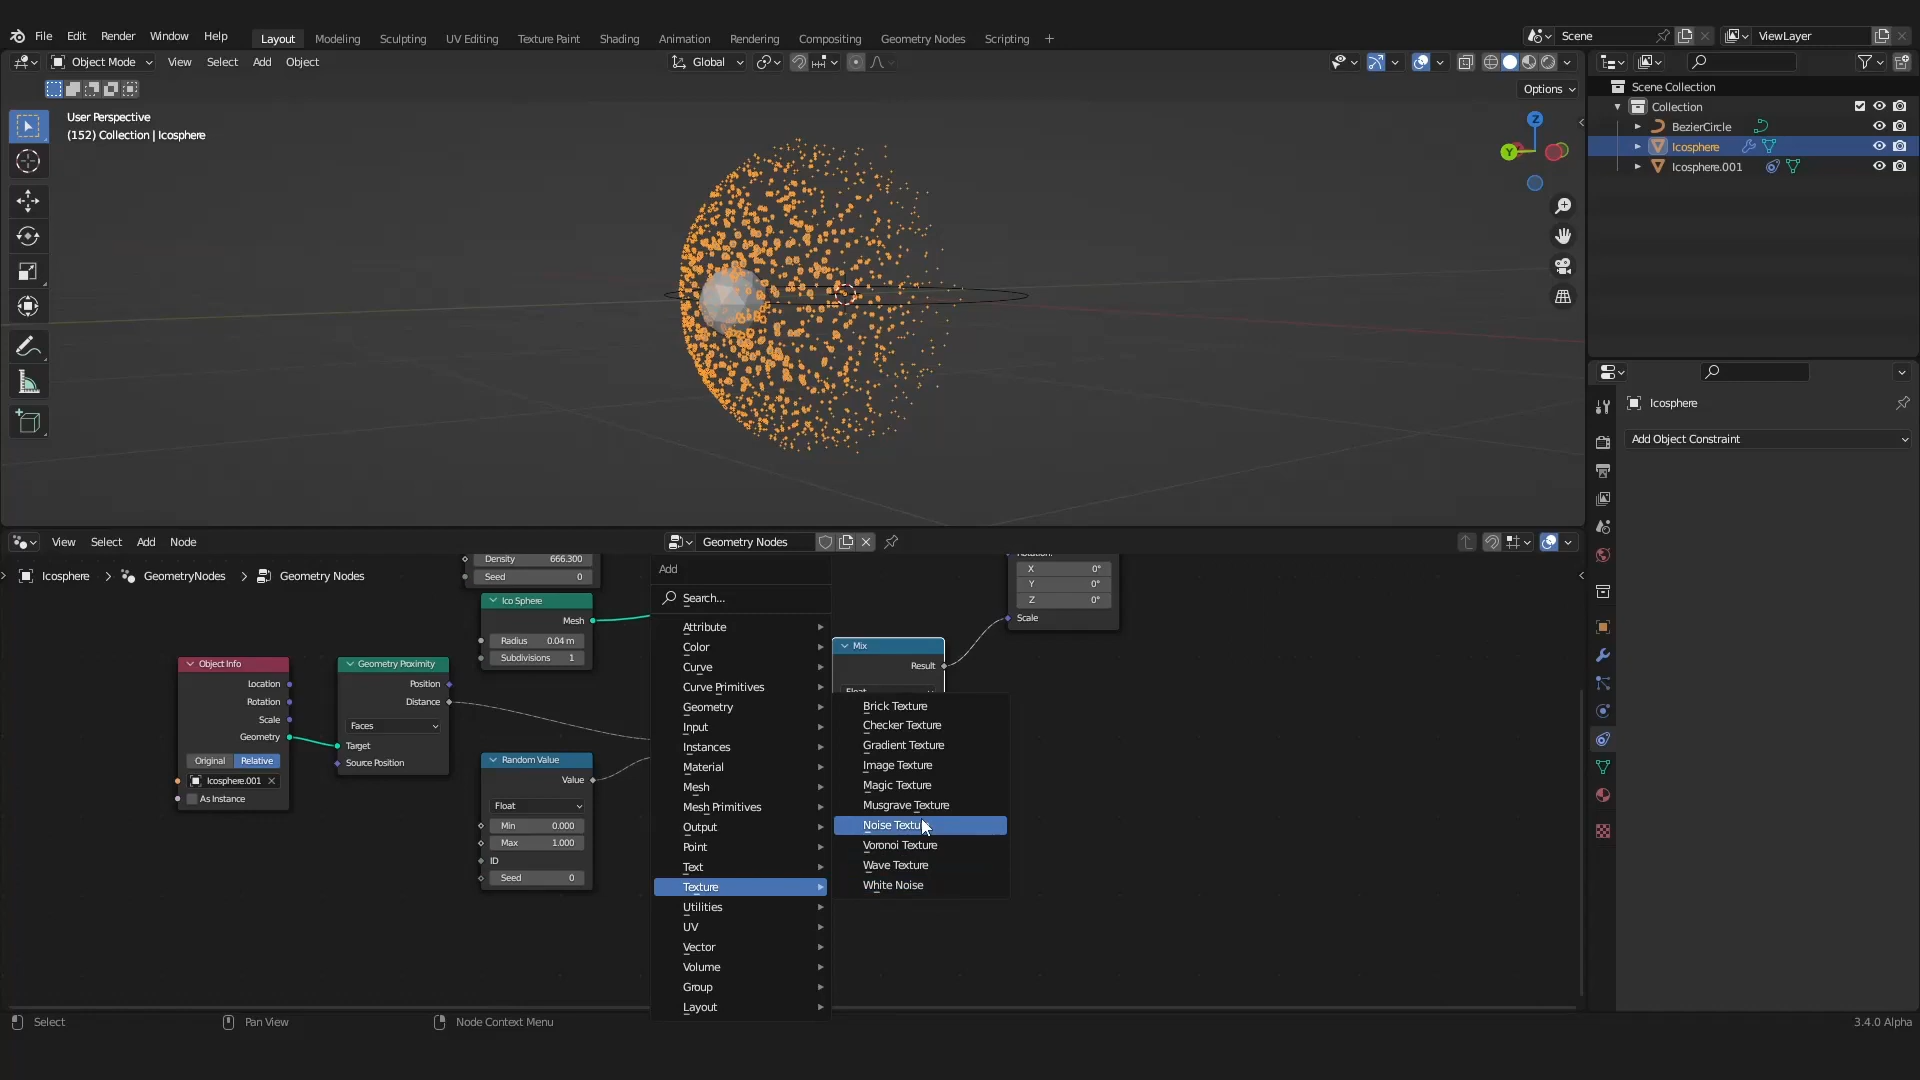 File Edit Render Window Help
Layout Modeling Sculpting UV Editing Texture Paint Shading Animation Rendering Compositing Geometry Nodes Scripting +
Scene
ViewLayer
Object Mode View Select Add Object
Global
Options
User Perspective
(152) Collection | Icosphere
Z
Y
Scene Collection
Collection
BezierCircle
Icosphere
Icosphere.001
Icosphere
Add Object Constraint
View Select Add Node
Geometry Nodes
Icosphere > GeometryNodes > Geometry Nodes
Density 666.300
Seed 0
Ico Sphere
Mesh
Radius 0.04 m
Subdivisions 1
Object Info
Location
Rotation
Scale
Geometry
Original Relative
Icosphere.001
As Instance
Geometry Proximity
Position
Distance
Faces
Target
Source Position
Random Value
Value
Float
Min 0.000
Max 1.000
ID
Seed 0
Add
Search...
Attribute
Color
Curve
Curve Primitives
Geometry
Input
Instances
Material
Mesh
Mesh Primitives
Output
Point
Text
Texture
Utilities
UV
Vector
Volume
Group
Layout
Mix
Result
Float
Brick Texture
Checker Texture
Gradient Texture
Image Texture
Magic Texture
Musgrave Texture
Noise Textu
Voronoi Texture
Wave Texture
White Noise
Rotation:
X 0°
Y 0°
Z 0°
Scale
Select
Pan View
Node Context Menu
3.4.0 Alpha